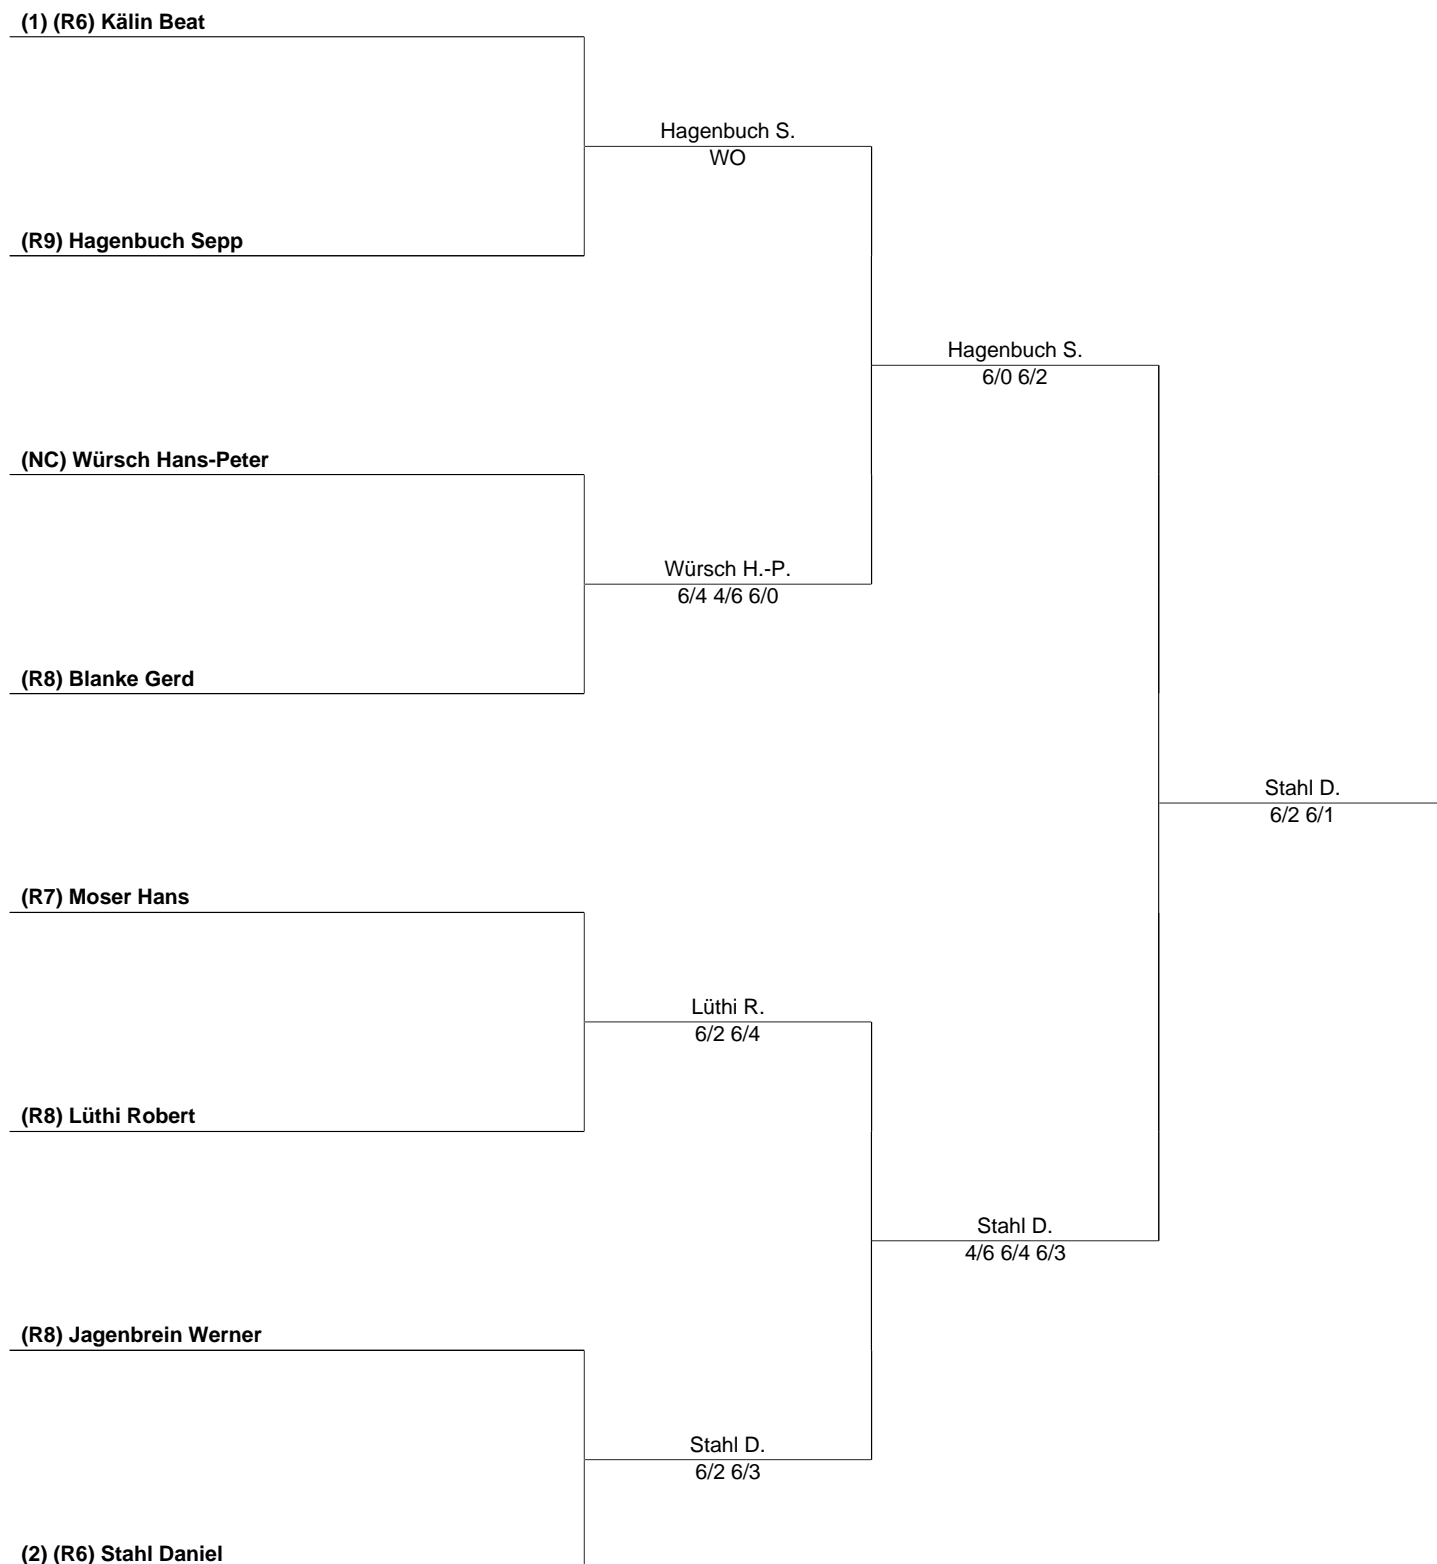 (1) (R6) Kälin Beat
Hagenbuch S.
WO
(R9) Hagenbuch Sepp
Hagenbuch S.
6/0 6/2
(NC) Würsch Hans-Peter
Würsch H.-P.
6/4 4/6 6/0
(R8) Blanke Gerd
Stahl D.
6/2 6/1
(R7) Moser Hans
Lüthi R.
6/2 6/4
(R8) Lüthi Robert
Stahl D.
4/6 6/4 6/3
(R8) Jagenbrein Werner
Stahl D.
6/2 6/3
(2) (R6) Stahl Daniel